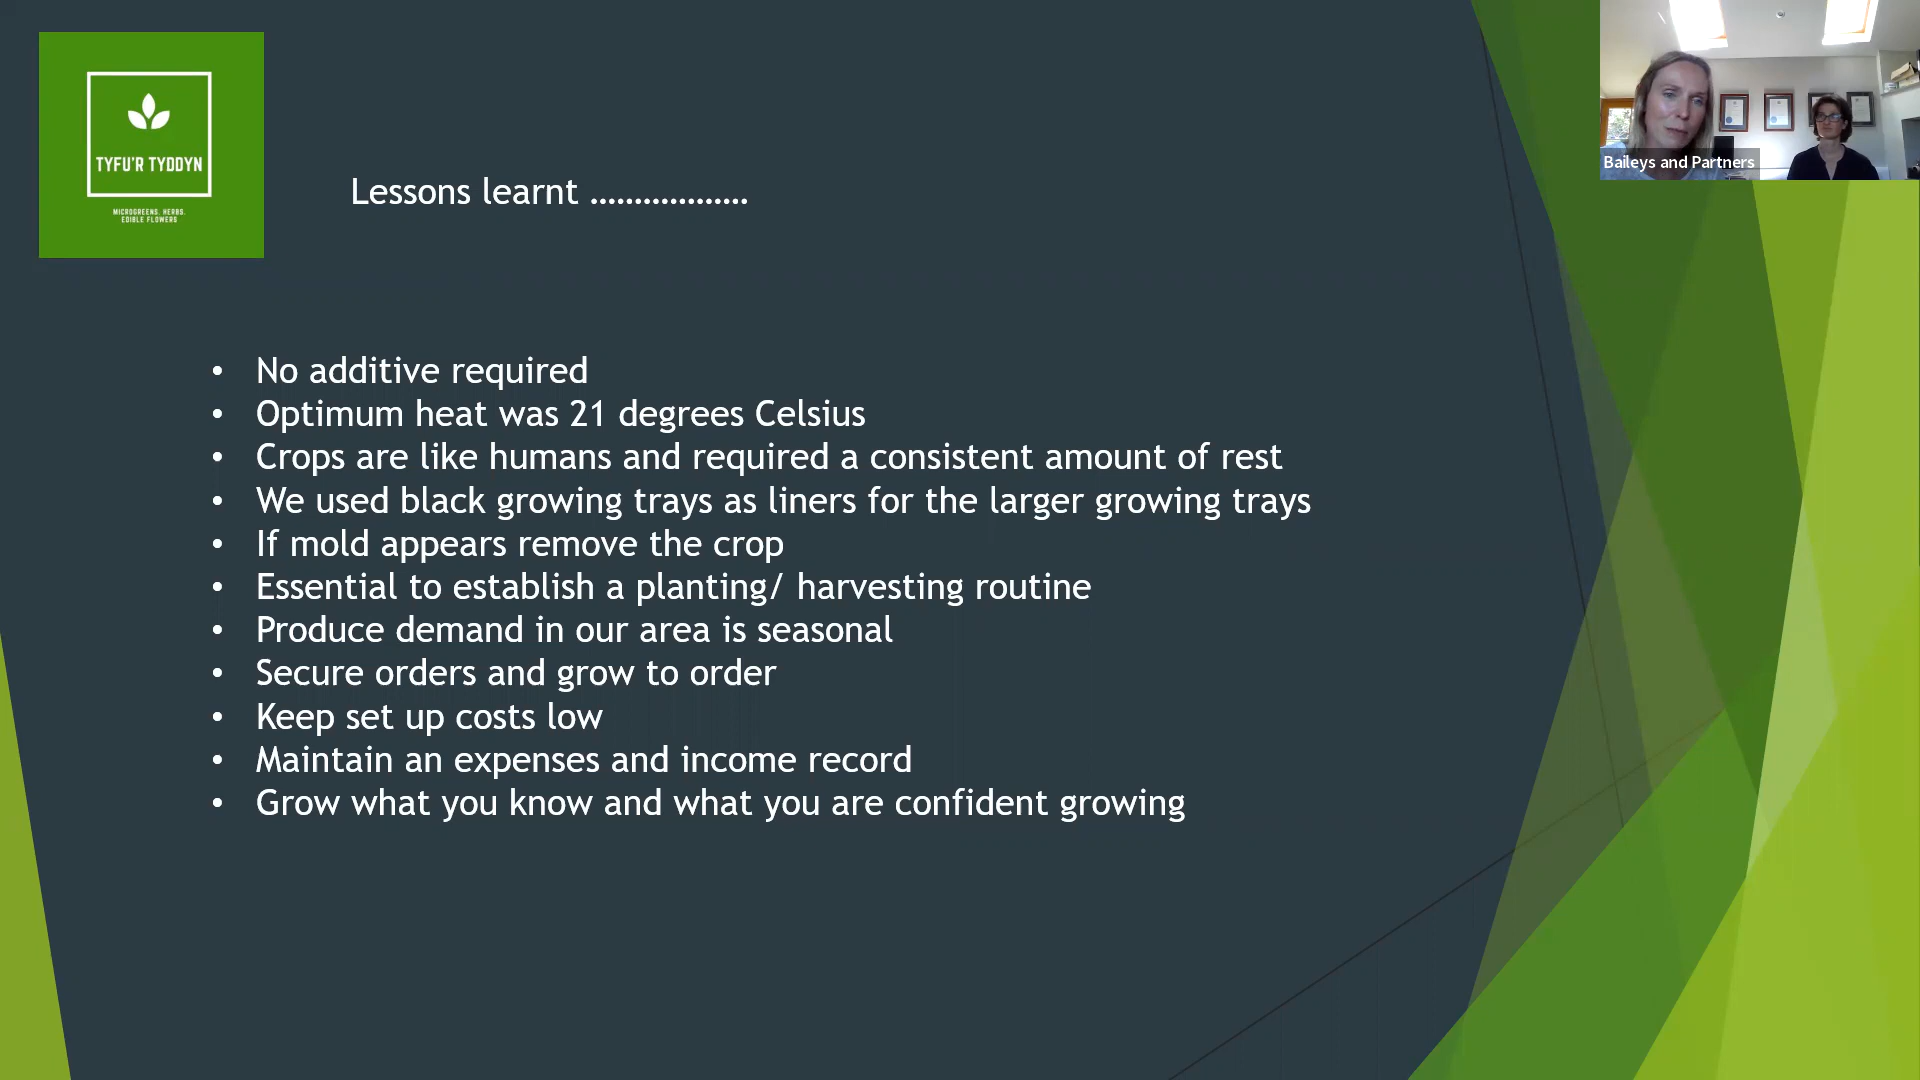 TYFU'R TYDDYN
MICROGREENS. HERBS.
EDIBLE FLOWERS
Baileys and Partners
Lessons learnt ..................
• No additive required
• Optimum heat was 21 degrees Celsius
• Crops are like humans and required a consistent amount of rest
• We used black growing trays as liners for the larger growing trays
• If mold appears remove the crop
• Essential to establish a planting/ harvesting routine
• Produce demand in our area is seasonal
• Secure orders and grow to order
• Keep set up costs low
• Maintain an expenses and income record
• Grow what you know and what you are confident growing